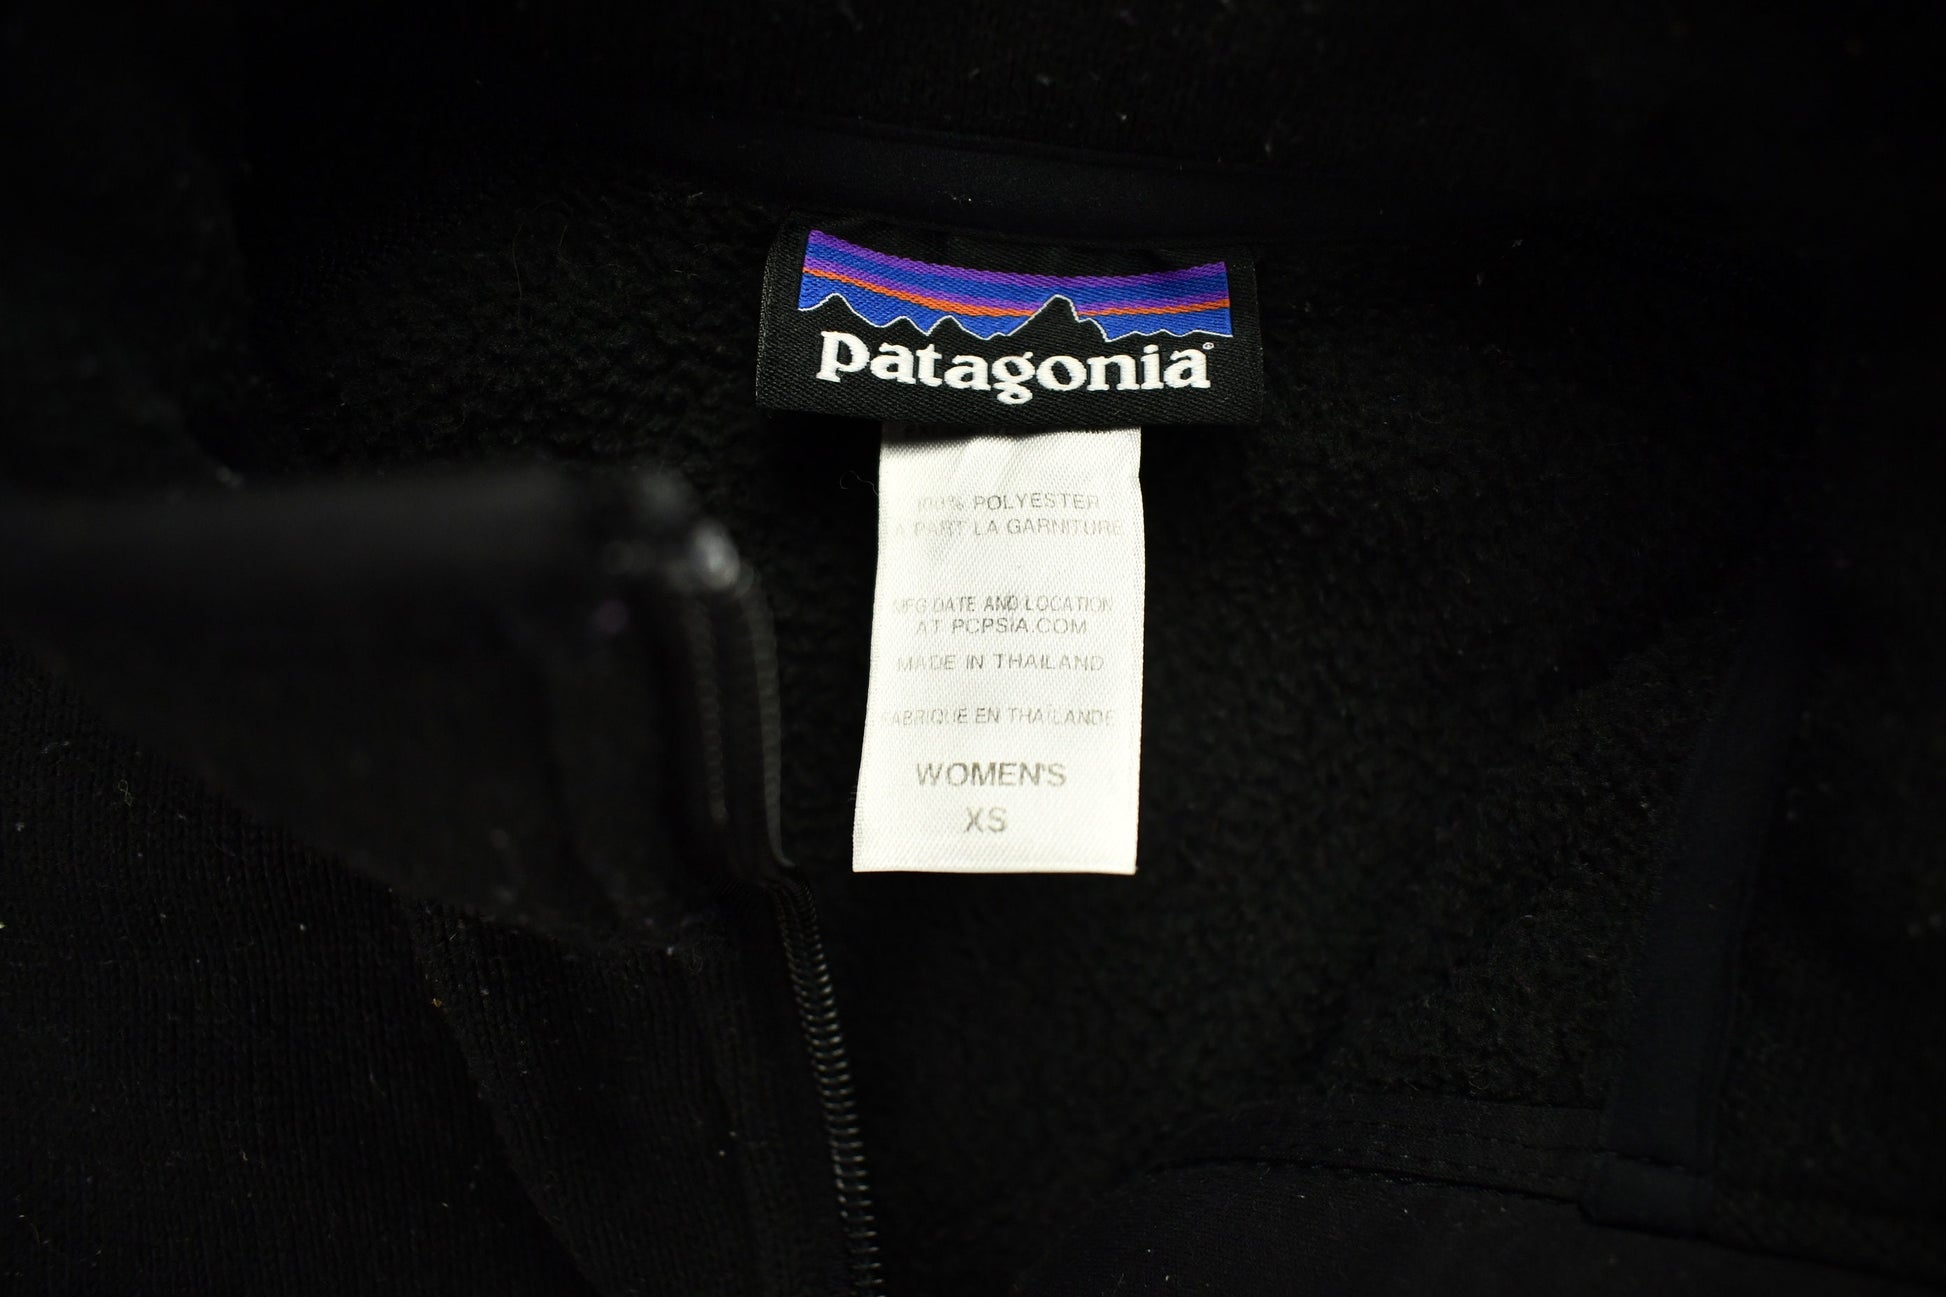 patagonia®
100% POLYESTER
A PART LA GARNITURE
MFG DATE AND LOCATION
AT PCPSIA.COM
MADE IN THAILAND
FABRIQUE EN THAÏLANDE
WOMEN'S
XS